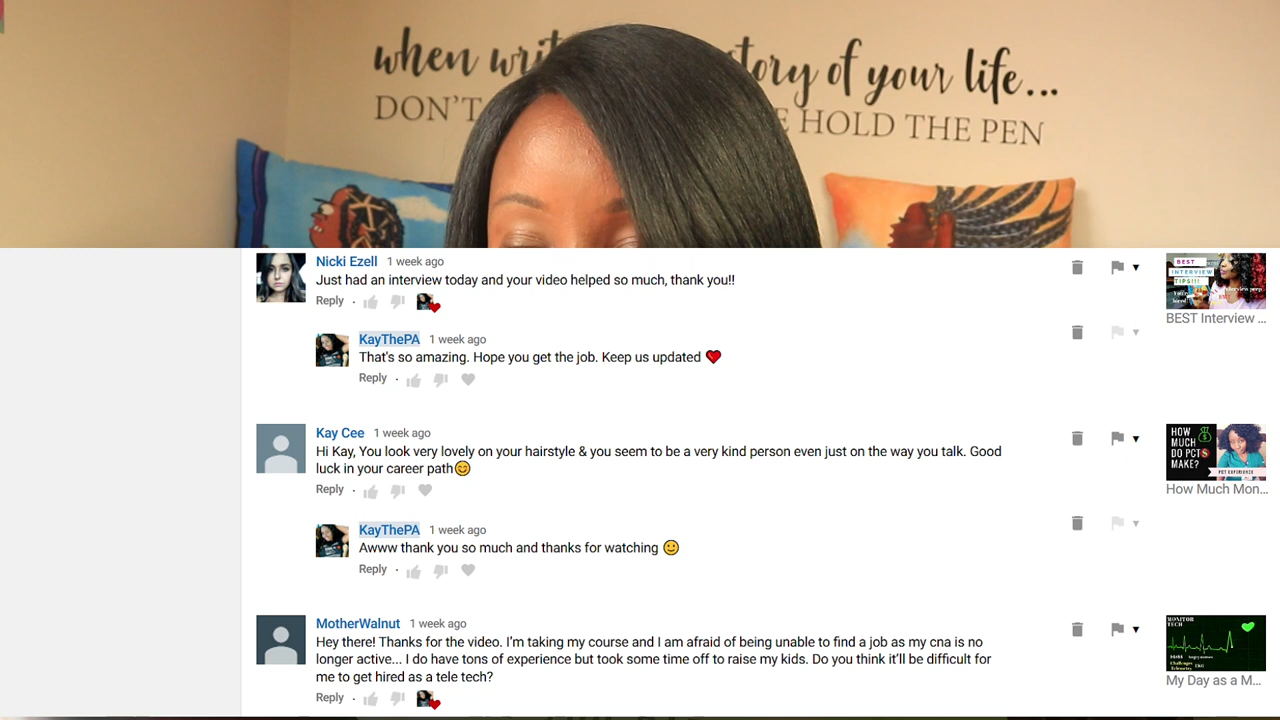 when writ tory of your life...
DON'T E HOLD THE PEN
Nicki Ezell 1 week ago
Just had an interview today and your video helped so much, thank you!!
Reply
BEST
INTERVIEW
TIPS!!!
BEST Interview ...
KayThePA 1 week ago
That's so amazing. Hope you get the job. Keep us updated ❤
Reply
Kay Cee 1 week ago
Hi Kay, You look very lovely on your hairstyle & you seem to be a very kind person even just on the way you talk. Good
luck in your career path😊
Reply
HOW
MUCH
DO PCTS
MAKE?
PCT EXPERIENCE
How Much Mon...
KayThePA 1 week ago
Awww thank you so much and thanks for watching 🙂
Reply
MotherWalnut 1 week ago
Hey there! Thanks for the video. I'm taking my course and I am afraid of being unable to find a job as my cna is no
longer active... I do have tons of experience but took some time off to raise my kids. Do you think it'll be difficult for
me to get hired as a tele tech?
Reply
MONITOR
TECH
Challenges
Telemetry
My Day as a M...